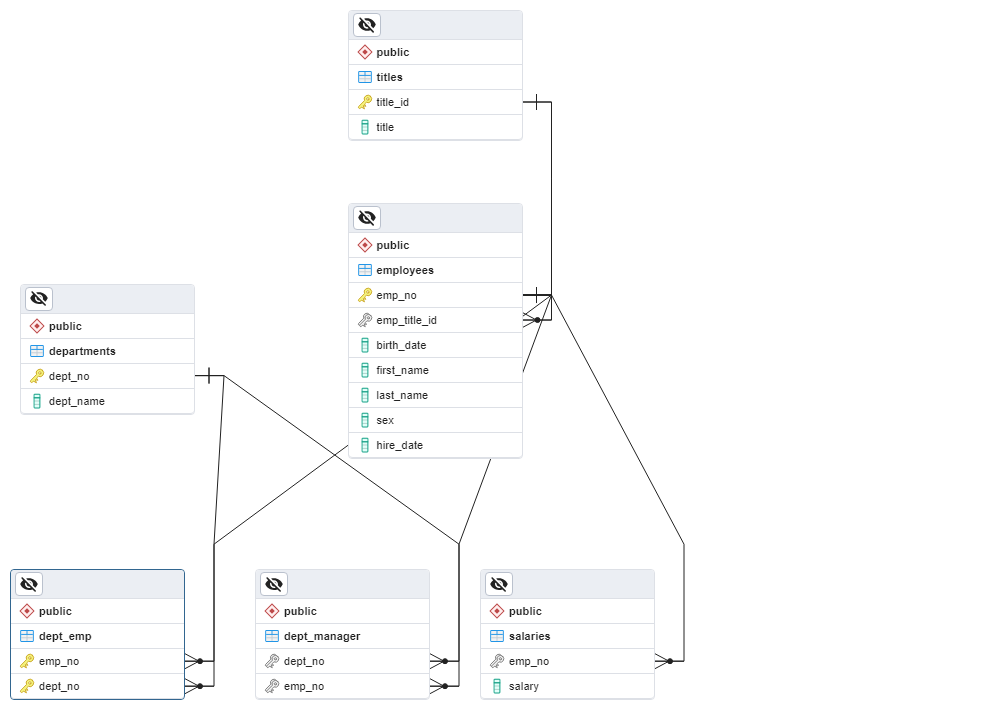 public
titles
title_id
title
public
employees
emp_no
emp_title_id
birth_date
first_name
last_name
sex
hire_date
public
departments
dept_no
dept_name
public
dept_emp
emp_no
dept_no
public
dept_manager
dept_no
emp_no
public
salaries
emp_no
salary